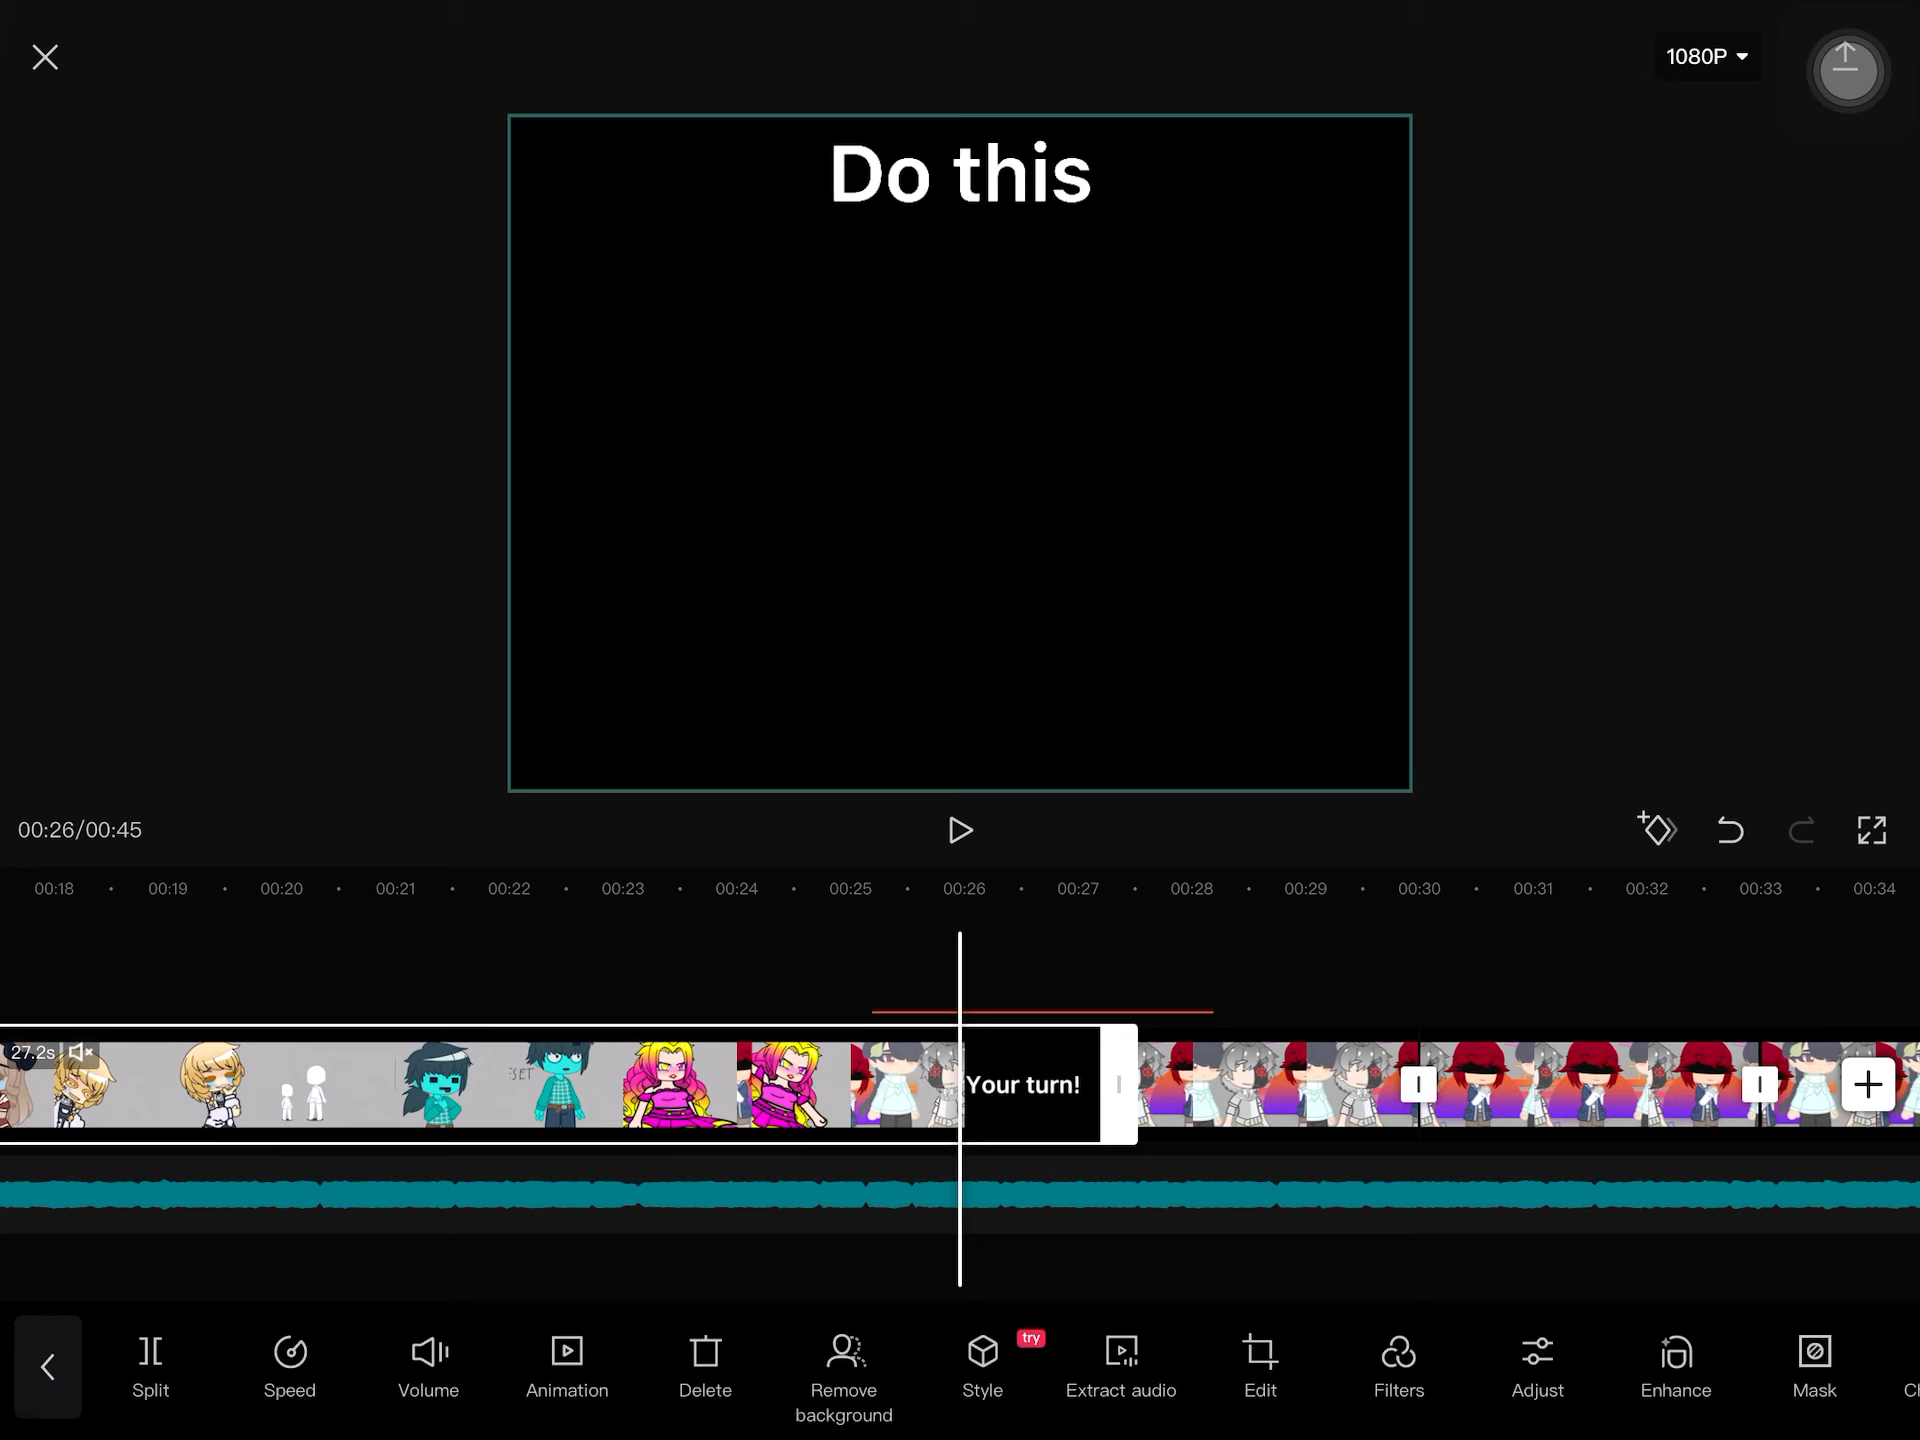 1080P
Do this
00:26/00:45
00:18 00:19 00:20 00:21 00:22 00:23 00:24 00:25 00:26 00:27 00:28 00:29 00:30 00:31 00:32 00:33 00:34
27.2s
SET
Your turn!
try
Split Speed Volume Animation Delete Remove background Style Extract audio Edit Filters Adjust Enhance Mask